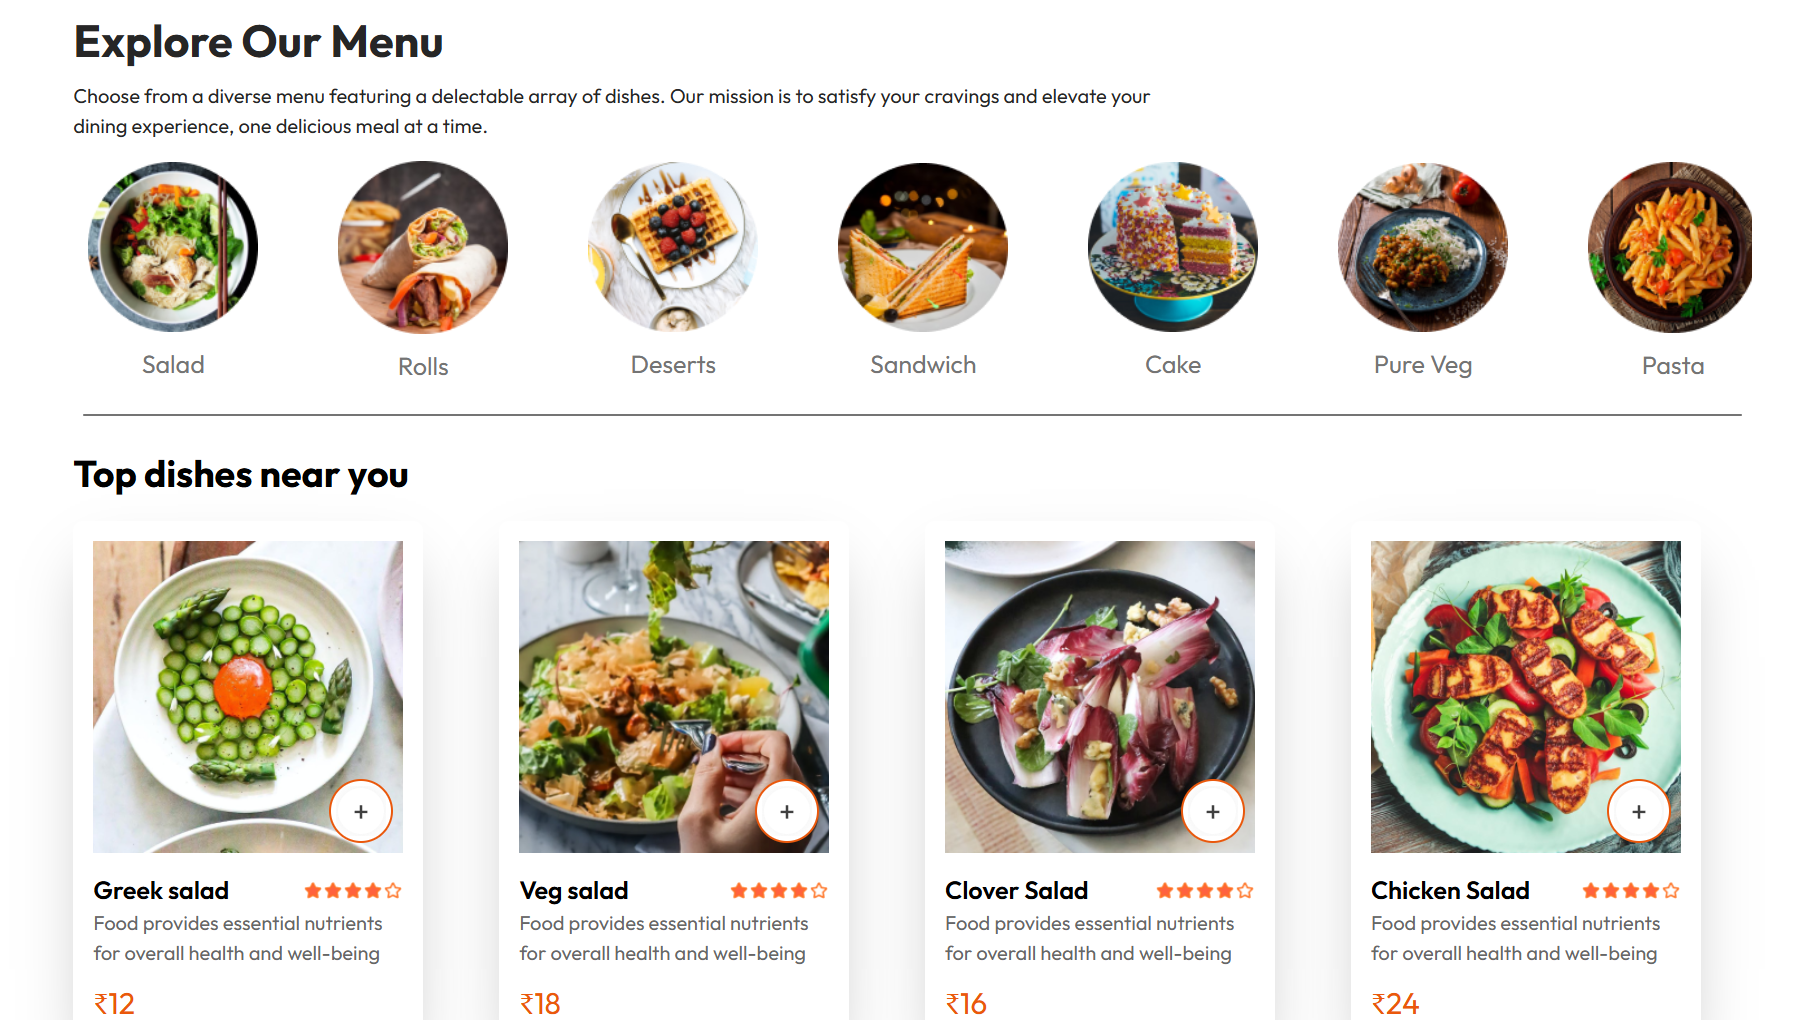 Explore Our Menu
Choose from a diverse menu featuring a delectable array of dishes. Our mission is to satisfy your cravings and elevate your
dining experience, one delicious meal at a time.
Salad
Rolls
Deserts
Sandwich
Cake
Pure Veg
Pasta
Top dishes near you
+
Greek salad
Food provides essential nutrients
for overall health and well-being
₹12
+
Veg salad
Food provides essential nutrients
for overall health and well-being
₹18
+
Clover Salad
Food provides essential nutrients
for overall health and well-being
₹16
+
Chicken Salad
Food provides essential nutrients
for overall health and well-being
₹24